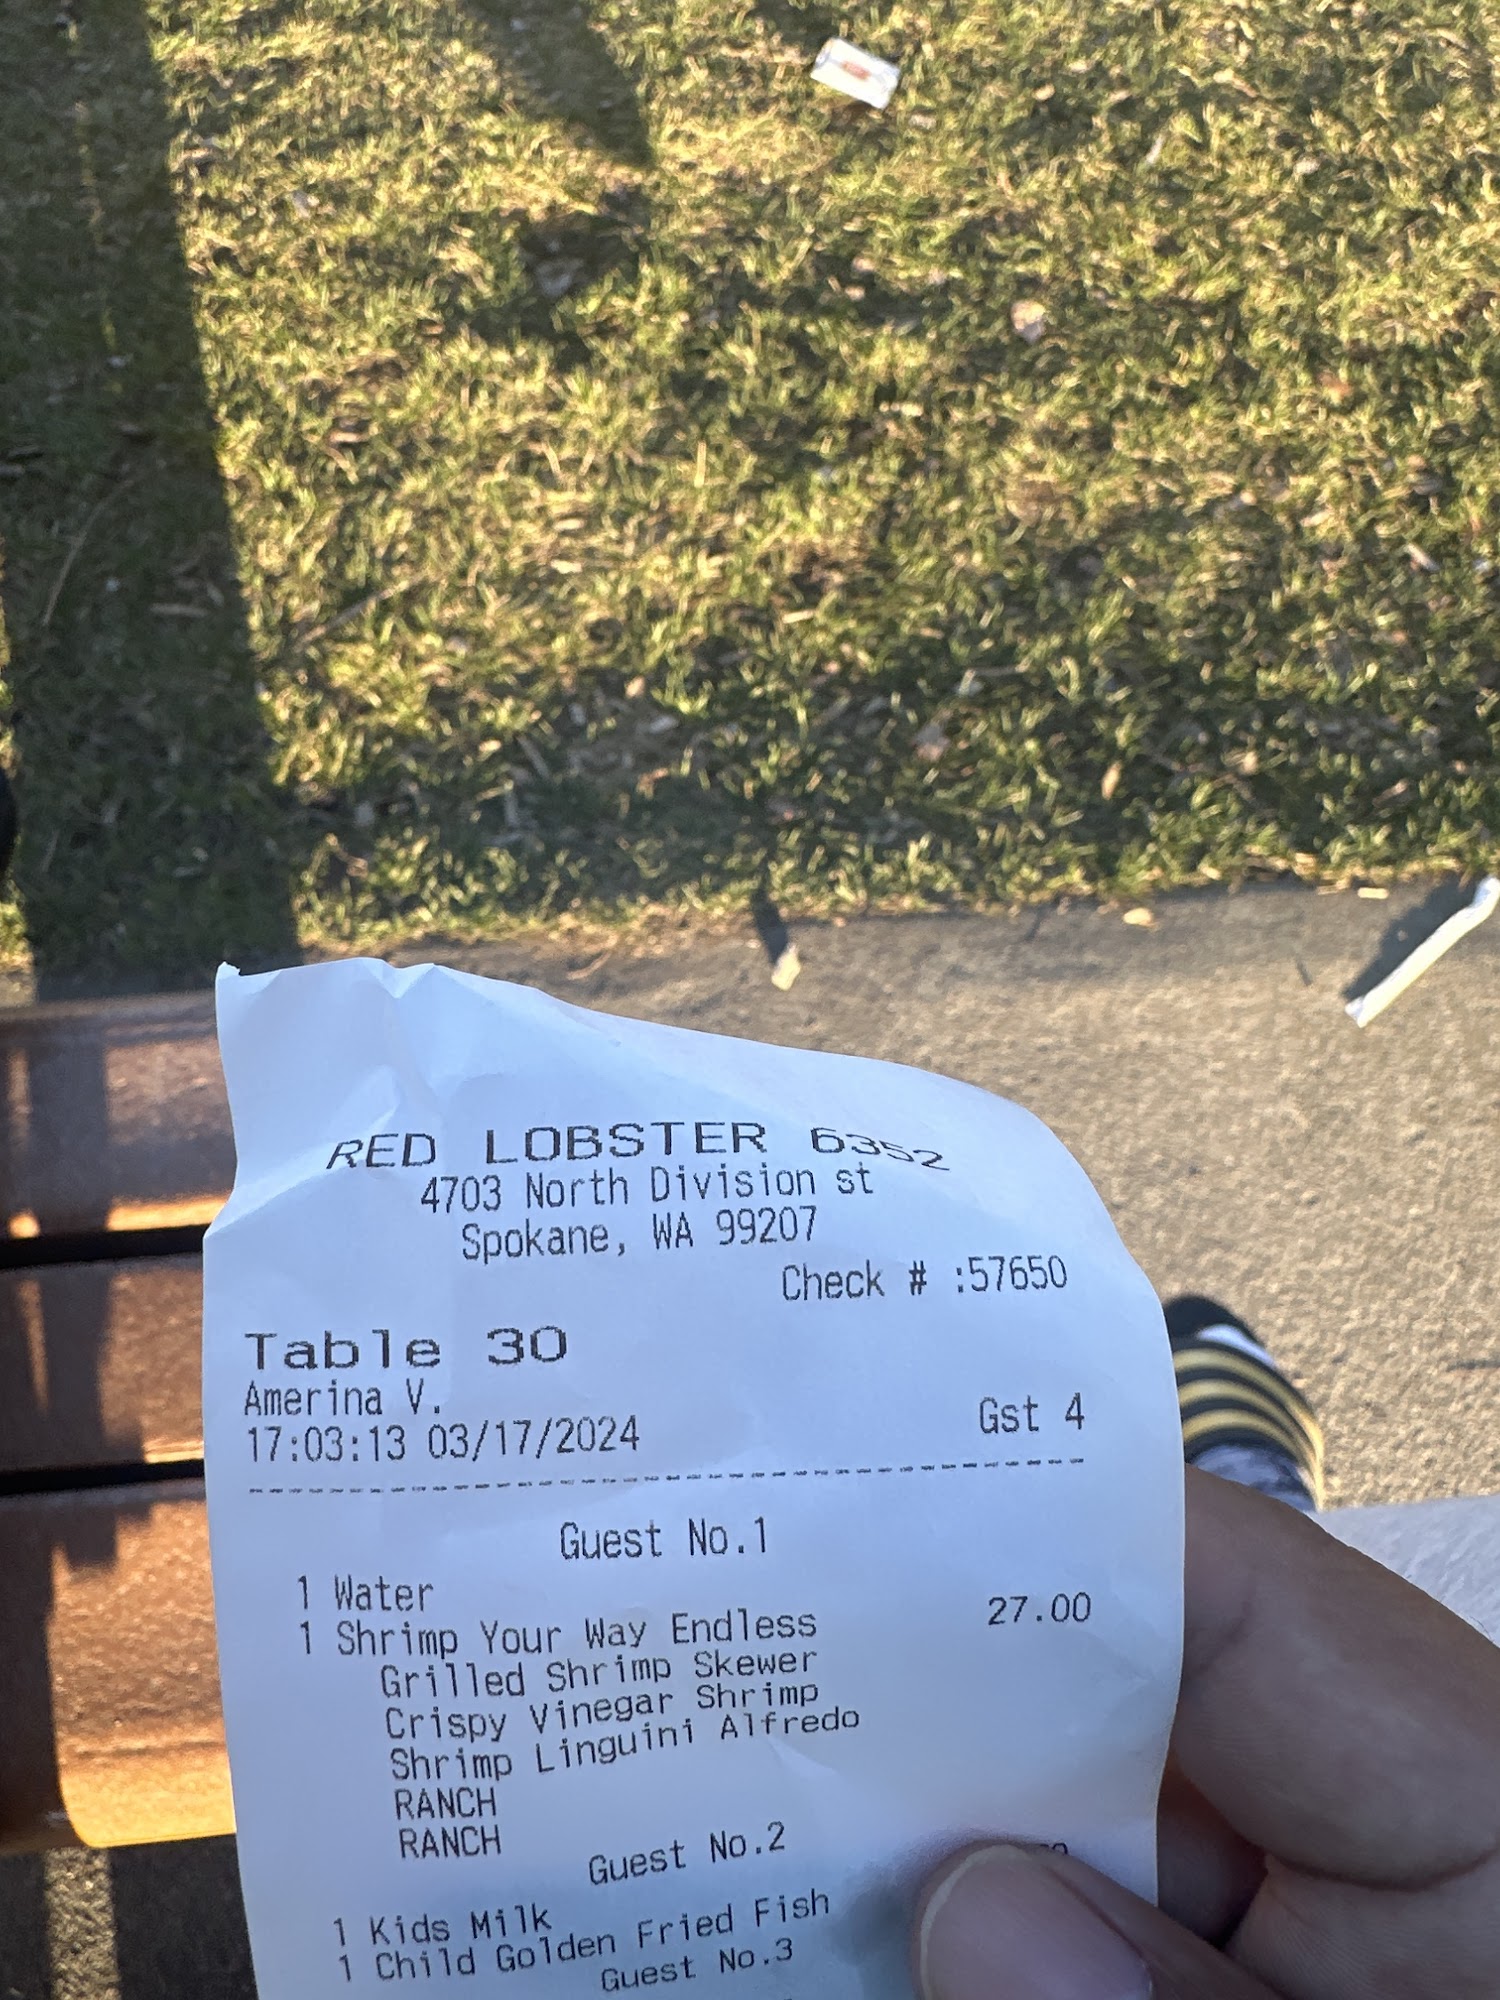 RED LOBSTER 6352
4703 North Division st
Spokane, WA 99207
Check # :57650
Table 30
Amerina V.
17:03:13 03/17/2024 Gst 4
Guest No.1
1 Water
1 Shrimp Your Way Endless 27.00
Grilled Shrimp Skewer
Crispy Vinegar Shrimp
Shrimp Linguini Alfredo
RANCH
RANCH
Guest No.2
1 Kids Milk
1 Child Golden Fried Fish
Guest No.3